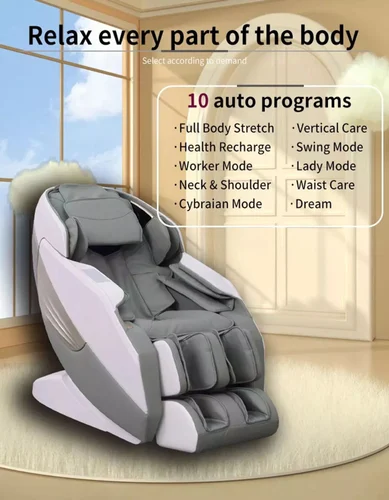 Relax every part of the body
Select according to demand
10 auto programs
·Full Body Stretch
·Vertical Care
·Health Recharge
·Swing Mode
·Worker Mode
·Lady Mode
·Neck & Shoulder
·Waist Care
·Cybraian Mode
·Dream